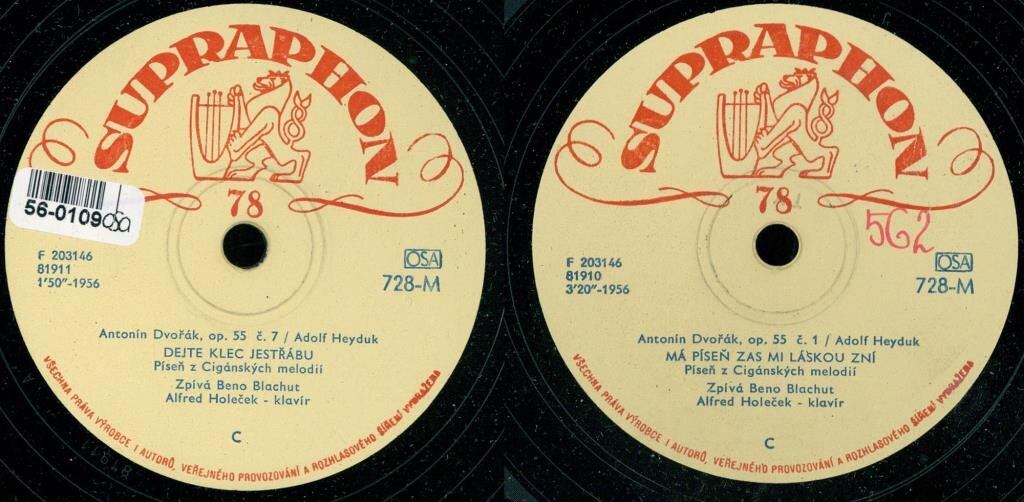 SUPRAPHON
78
56-0109 OSA
F 203146
81911
1'50"-1956
OSA
728-M
Antonín Dvořák, op. 55 č. 7 / Adolf Heyduk
DEJTE KLEC JESTŘÁBU
Píseň z Cigánských melodií
Zpívá Beno Blachut
Alfred Holeček - klavír
C
VŠECHNA PRÁVA VÝROBCE I AUTORŮ, VEŘEJNÉHO PROVOZOVÁNÍ A ROZHLASOVÉHO ŠÍŘENÍ VYHRAŽENA
SUPRAPHON
78
562
F 203146
81910
3'20"-1956
OSA
728-M
Antonín Dvořák, op. 55 č. 1 / Adolf Heyduk
MÁ PÍSEŇ ZAS MI LÁSKOU ZNÍ
Píseň z Cigánských melodií
Zpívá Beno Blachut
Alfred Holeček - klavír
C
VŠECHNA PRÁVA VÝROBCE I AUTORŮ, VEŘEJNÉHO PROVOZOVÁNÍ A ROZHLASOVÉHO ŠÍŘENÍ VYHRAŽENA